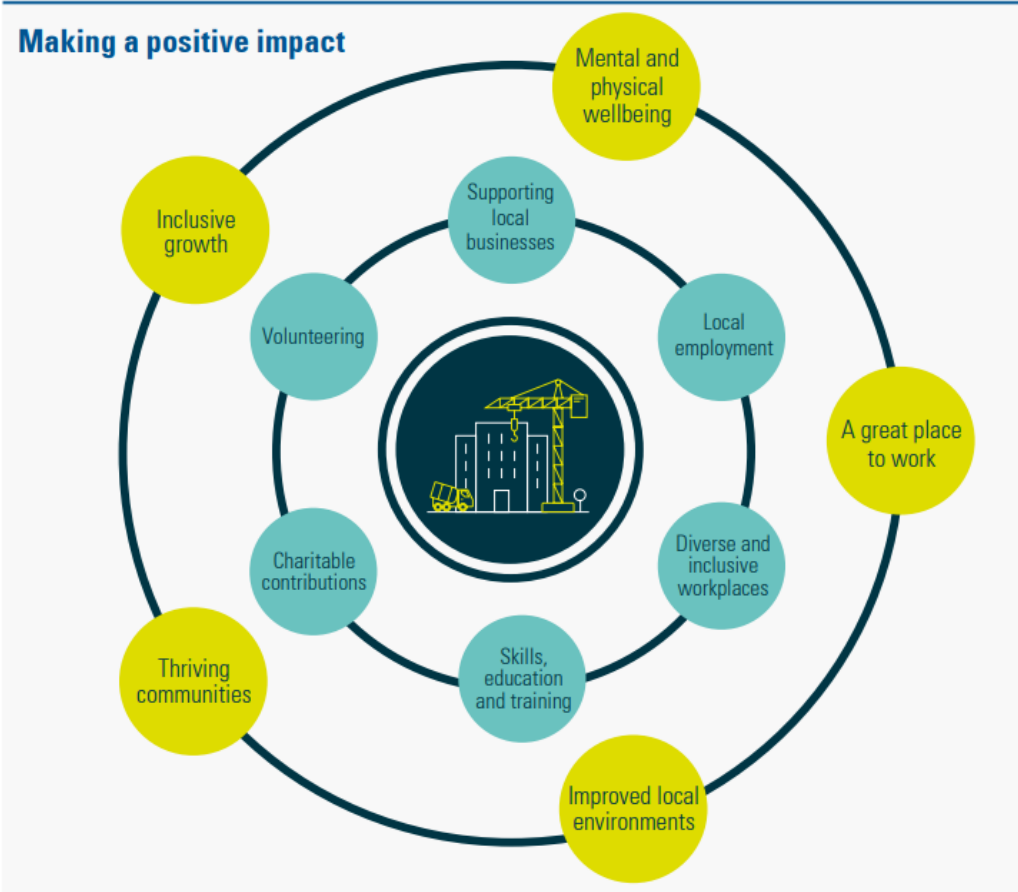 Making a positive impact
Mental and
physical
wellbeing
Inclusive
growth
Supporting
local
businesses
Volunteering
Local
employment
A great place
to work
Charitable
contributions
Diverse and
inclusive
workplaces
Skills,
education
and training
Thriving
communities
Improved local
environments